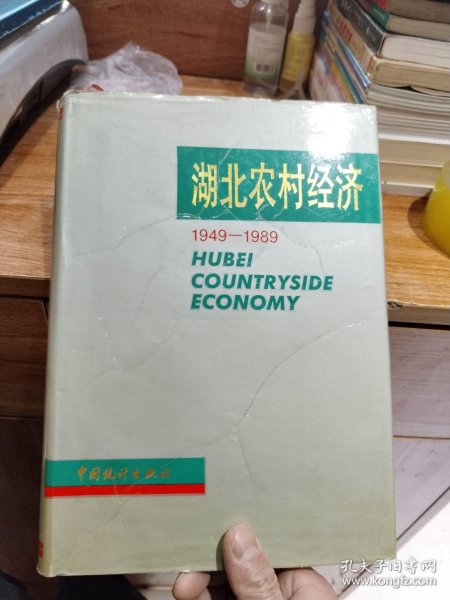 湖北农村经济
1949—1989
HUBEI
COUNTRYSIDE
ECONOMY
中国统计出版社
孔夫子旧书网
www.kongfz.com